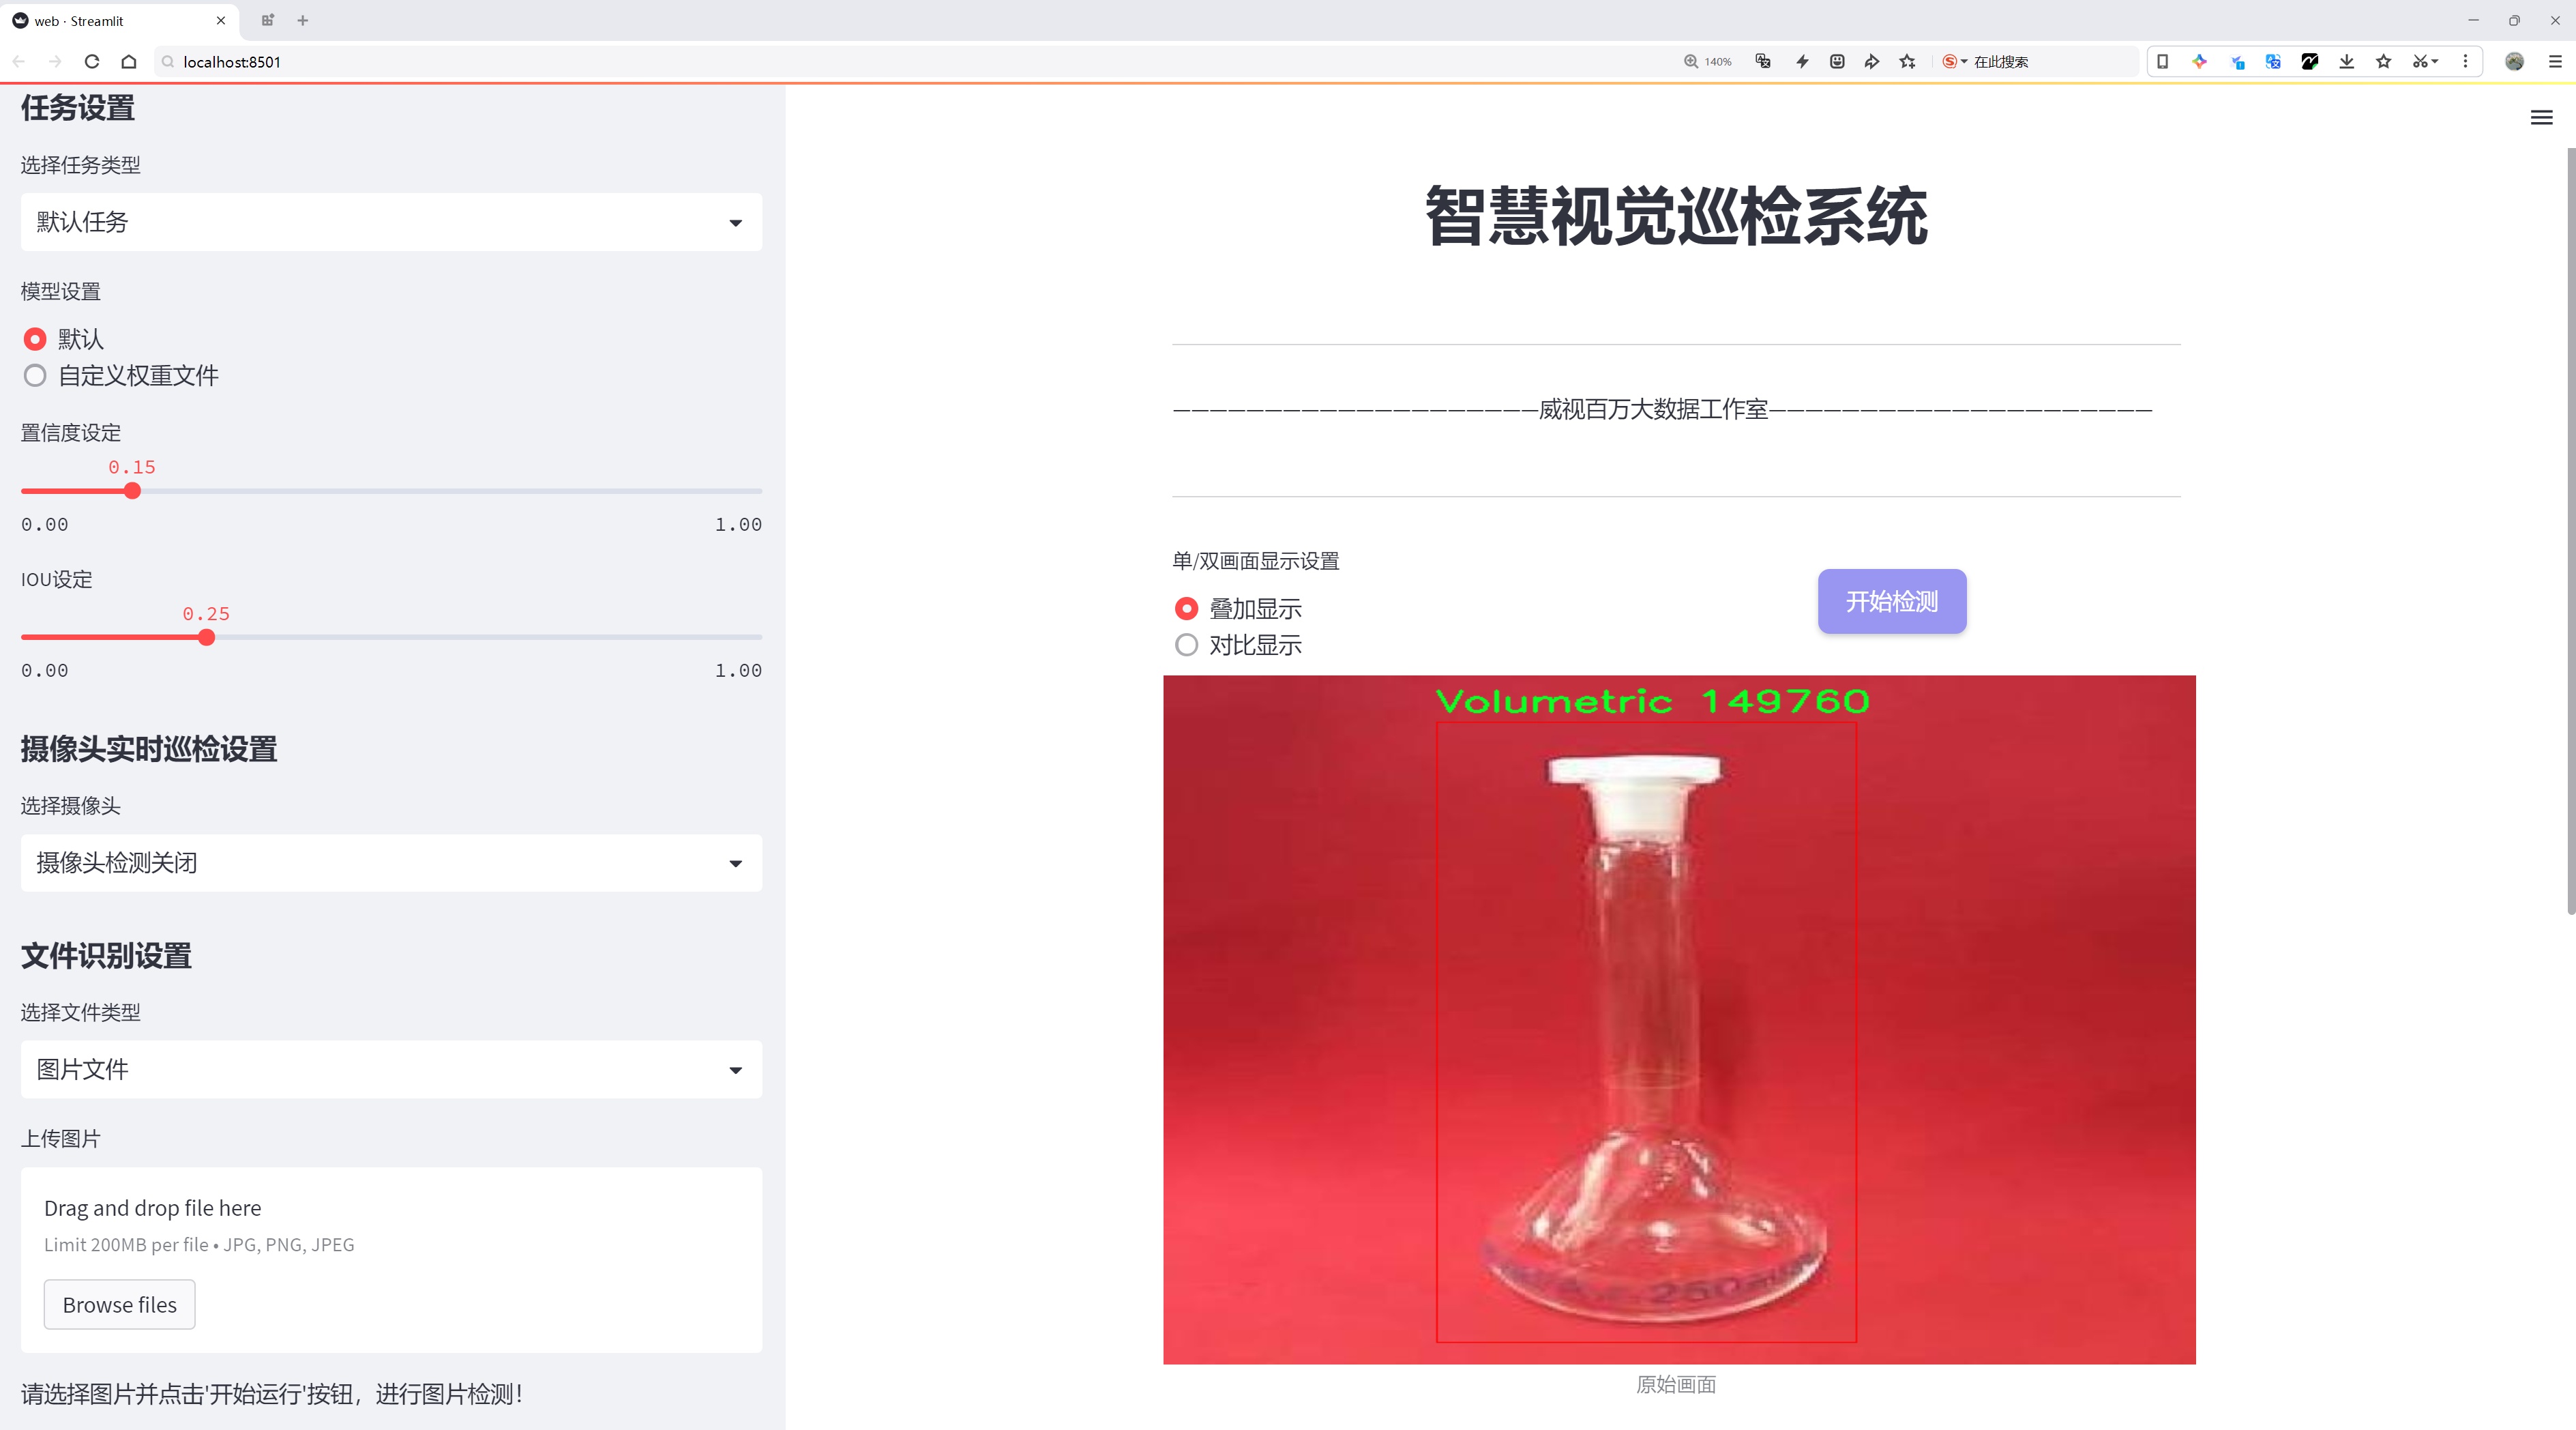 web · Streamlit
localhost:8501
140%
在此搜索
任务设置
选择任务类型
默认任务
模型设置
默认
自定义权重文件
置信度设定
0.15
0.00 1.00
IOU设定
0.25
0.00 1.00
摄像头实时巡检设置
选择摄像头
摄像头检测关闭
文件识别设置
选择文件类型
图片文件
上传图片
Drag and drop file here
Limit 200MB per file • JPG, PNG, JPEG
Browse files
请选择图片并点击'开始运行'按钮，进行图片检测！
智慧视觉巡检系统
————————————————————威视百万大数据工作室—————————————————————
单/双画面显示设置
叠加显示
对比显示
开始检测
Volumetric 149760
250
原始画面